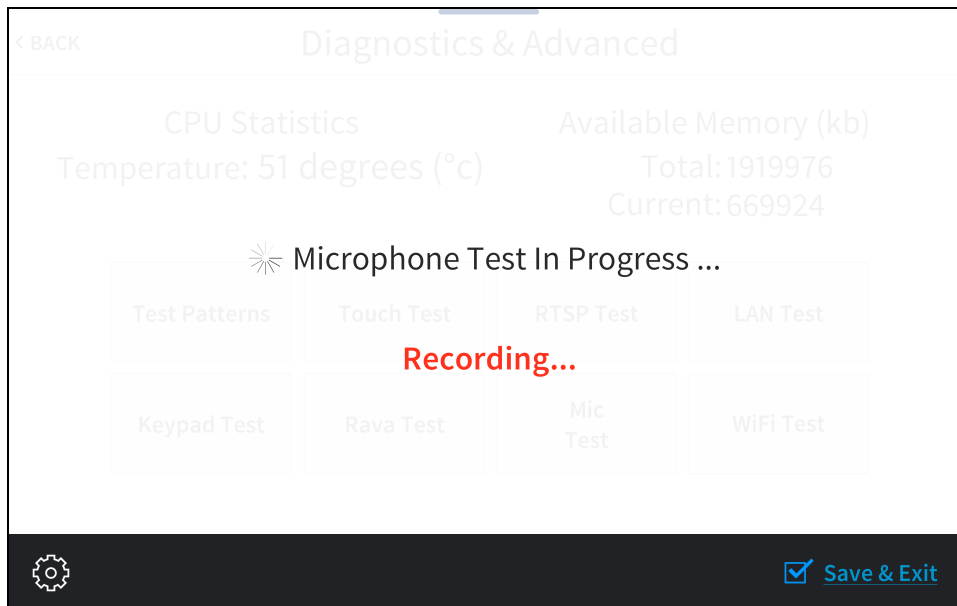 < BACK
Diagnostics & Advanced
CPU Statistics
Available Memory (kb)
Temperature: 51 degrees (°c)
Total: 1919976
Current: 669924
Microphone Test In Progress ...
Test Patterns
Touch Test
RTSP Test
LAN Test
Recording...
Keypad Test
Rava Test
Mic
Test
WiFi Test
Save & Exit